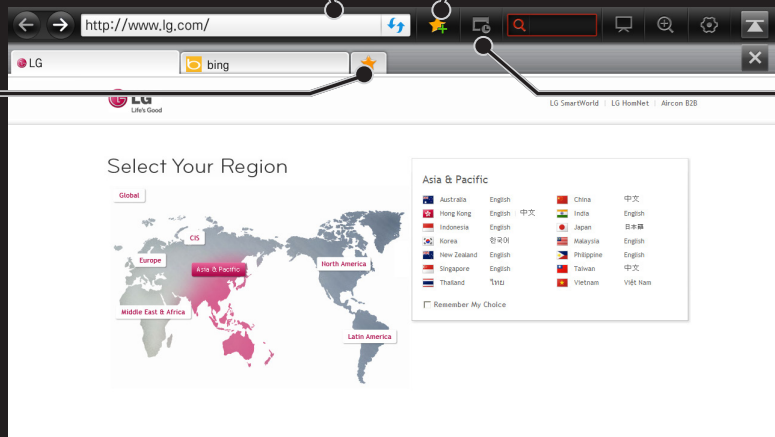 http://www.lg.com/
LG
bing
LG
Life's Good
LG SmartWorld LG HomNet Aircon B2B
Select Your Region
Global
CIS
Europe
Asia & Pacific
North America
Middle East & Africa
Latin America
Asia & Pacific
Australia English China 中文
Hong Kong English 中文 India English
Indonesia English Japan 日本語
Korea 한국어 Malaysia English
New Zealand English Philippine English
Singapore English Taiwan 中文
Thailand ไทย Vietnam Việt Nam
Remember My Choice